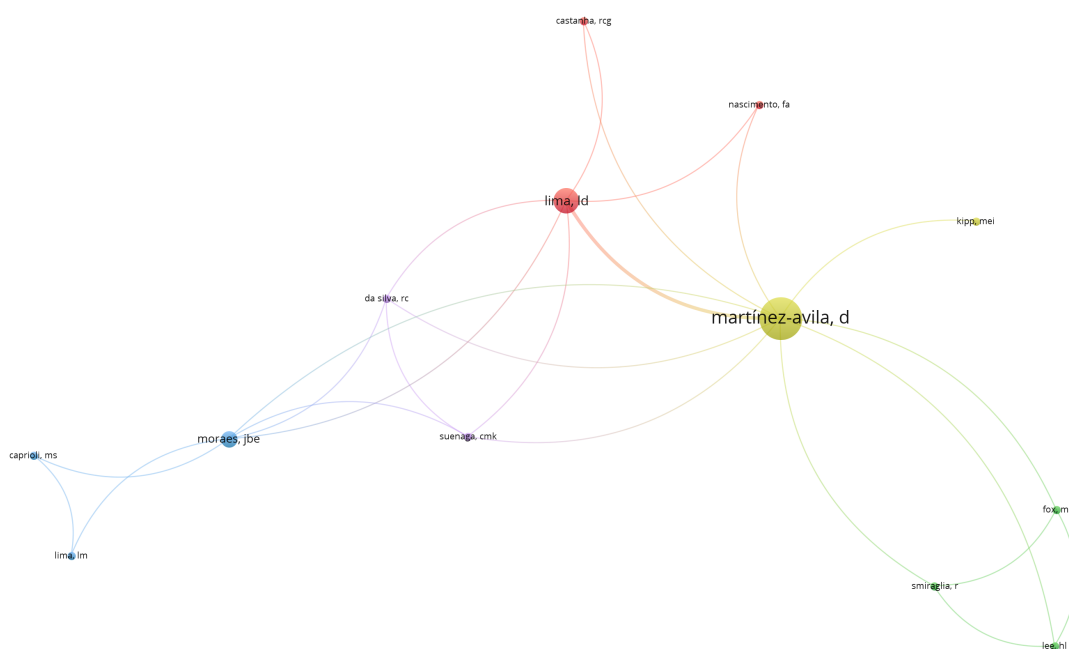 castanha, rcg
nascimento, fa
lima, ld
kipp, mei
da silva, rc
martínez-avila, d
suenaga, cmk
moraes, jbe
caprioli, ms
fox, m
lima, lm
smiraglia, r
lee, hl